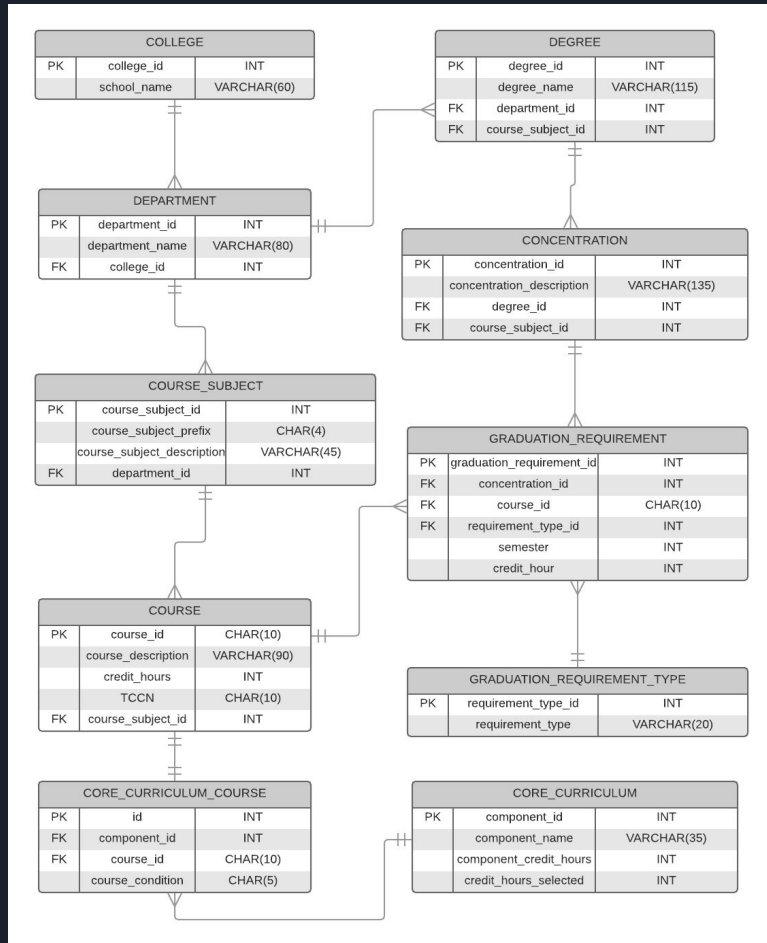 COLLEGE
PK college_id INT
school_name VARCHAR(60)
DEPARTMENT
PK department_id INT
department_name VARCHAR(80)
FK college_id INT
COURSE_SUBJECT
PK course_subject_id INT
course_subject_prefix CHAR(4)
course_subject_description VARCHAR(45)
FK department_id INT
COURSE
PK course_id CHAR(10)
course_description VARCHAR(90)
credit_hours INT
TCCN CHAR(10)
FK course_subject_id INT
CORE_CURRICULUM_COURSE
PK id INT
FK component_id INT
FK course_id CHAR(10)
course_condition CHAR(5)
DEGREE
PK degree_id INT
degree_name VARCHAR(115)
FK department_id INT
FK course_subject_id INT
CONCENTRATION
PK concentration_id INT
concentration_description VARCHAR(135)
FK degree_id INT
FK course_subject_id INT
GRADUATION_REQUIREMENT
PK graduation_requirement_id INT
FK concentration_id INT
FK course_id CHAR(10)
FK requirement_type_id INT
semester INT
credit_hour INT
GRADUATION_REQUIREMENT_TYPE
PK requirement_type_id INT
requirement_type VARCHAR(20)
CORE_CURRICULUM
PK component_id INT
component_name VARCHAR(35)
component_credit_hours INT
credit_hours_selected INT